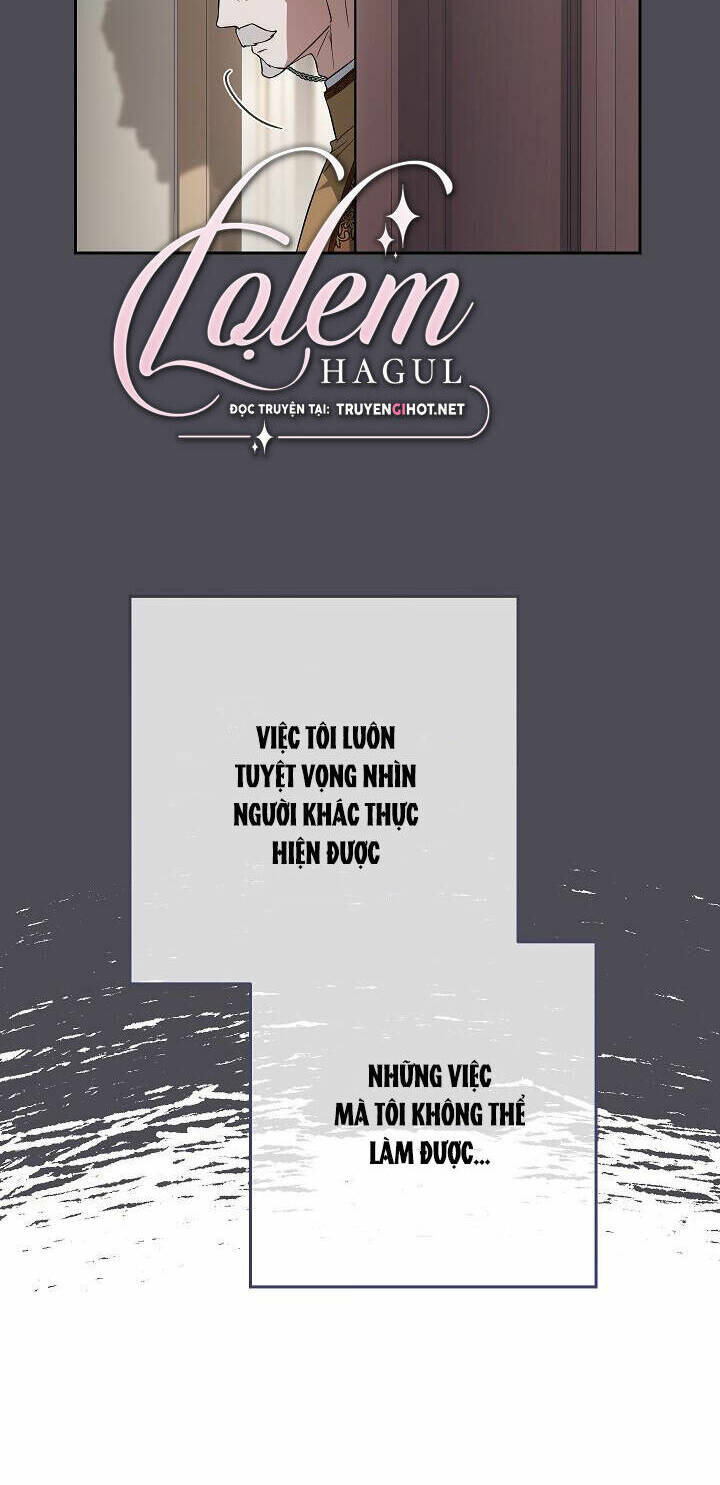 Lọlem
HAGUL
ĐỌC TRUYỆN TẠI: TRUYENGIHOT.NET
VIỆC TÔI LUÔN
TUYỆT VỌNG NHÌN
NGƯỜI KHÁC THỰC
HIỆN ĐƯỢC
NHỮNG VIỆC
MÀ TÔI KHÔNG THỂ
LÀM ĐƯỢC...